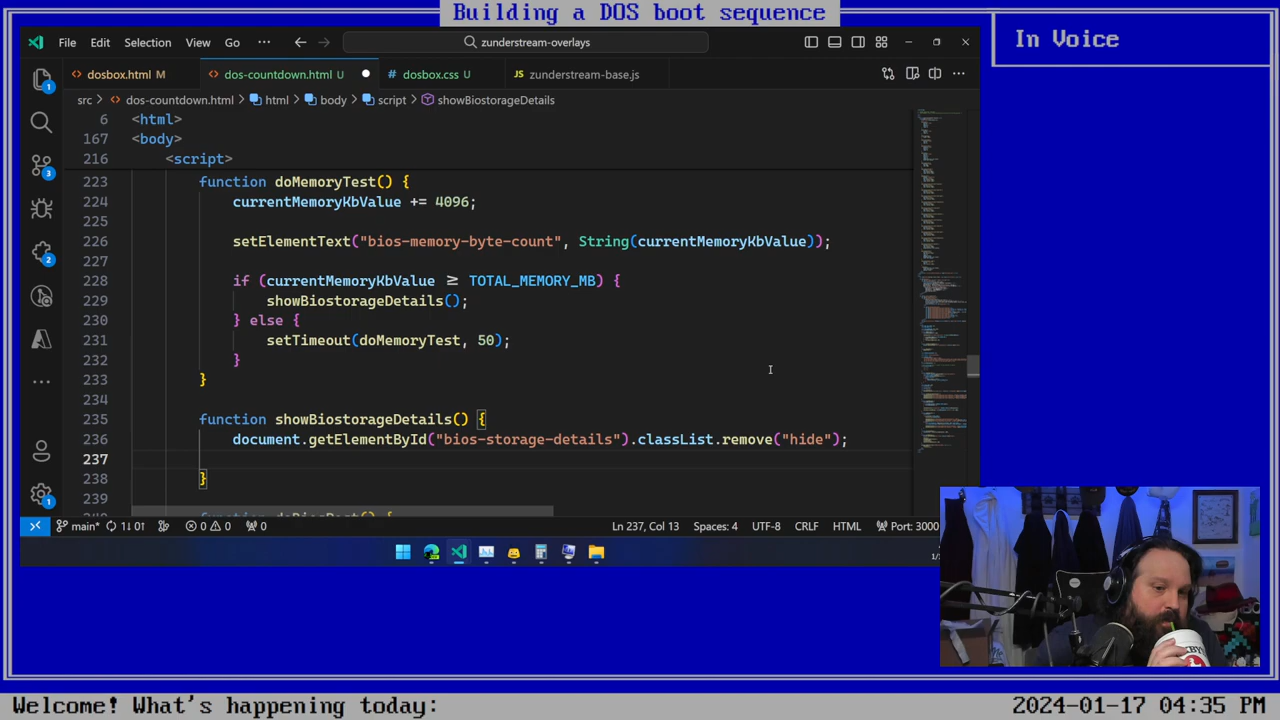 Building a DOS boot sequence
In Voice
File Edit Selection View Go ··· zunderstream-overlays
dosbox.html M dos-countdown.html U dosbox.css U zunderstream-base.js
src > dos-countdown.html > html > body > script > showBiostorageDetails
6 <html>
167 <body>
216 <script>
223 function doMemoryTest() {
224 currentMemoryKbValue += 4096;
225
226 setElementText("bios-memory-byte-count", String(currentMemoryKbValue));
227
228 if (currentMemoryKbvalue ≥ TOTAL_MEMORY_MB) {
229 showBiostorageDetails();
230 } else {
231 setTimeout(doMemoryTest, 50);
232 }
233 }
234
235 function showBiostorageDetails() {
236 document.getElementById("bios-storage-details").classList.remove("hide");
237
238 }
239
main* 0 0 0 Ln 237, Col 13 Spaces: 4 UTF-8 CRLF HTML Port: 3000
Welcome! What's happening today: 2024-01-17 04:35 PM